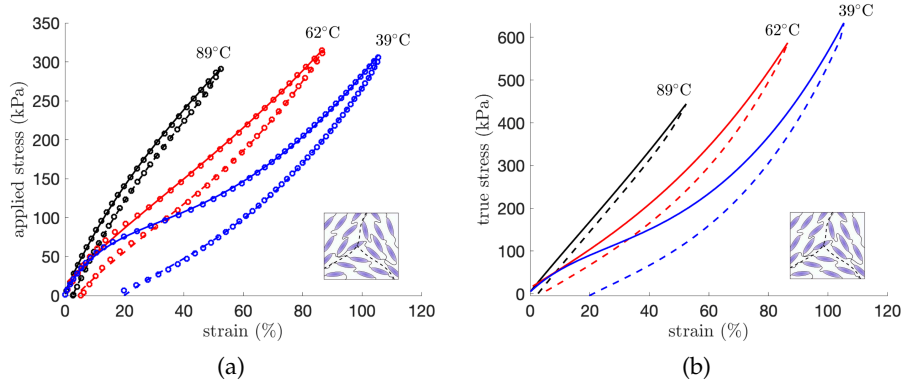 350
300
250
200
150
100
50
0
applied stress (kPa)
89°C
62°C
39°C
0 20 40 60 80 100 120
strain (%)
(a)
600
500
400
300
200
100
0
true stress (kPa)
89°C
62°C
39°C
0 20 40 60 80 100 120
strain (%)
(b)